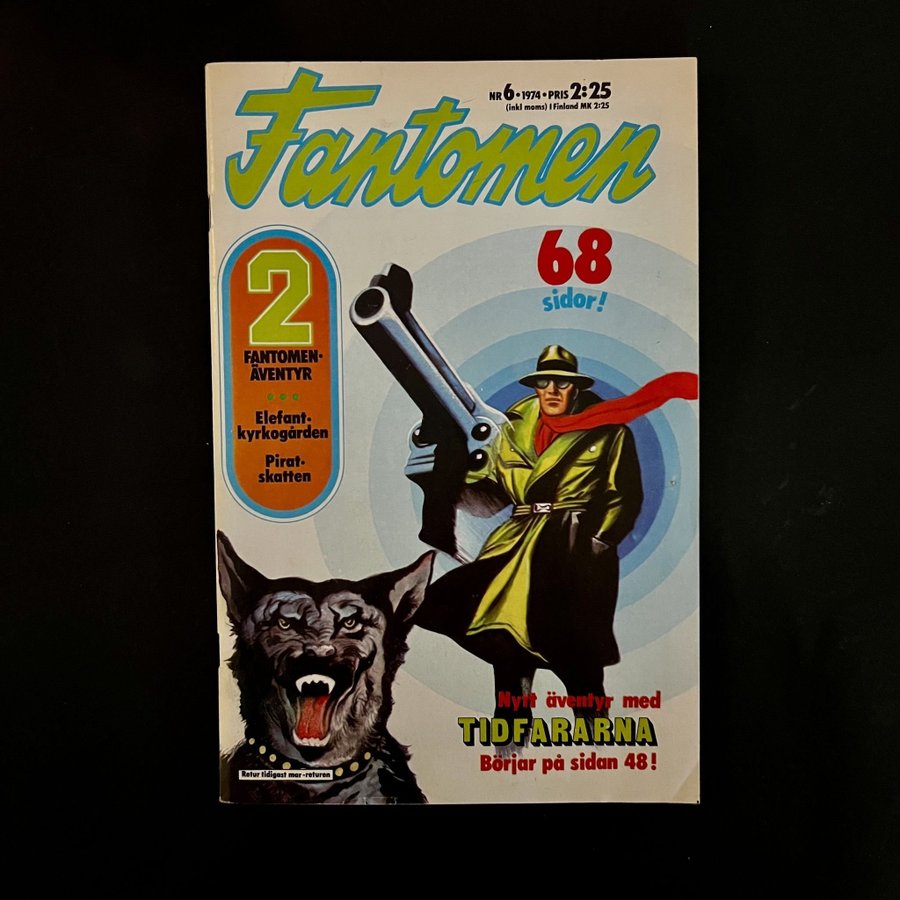 NR 6 • 1974 • PRIS 2:25
(inkl moms) I Finland MK 2:25
Fantomen
68
sidor!
2
FANTOMEN-
ÄVENTYR
Elefant-
kyrkogården
Pirat-
skatten
Nytt äventyr med
TIDFARARNA
Börjar på sidan 48!
Retur tidigast mar-returen